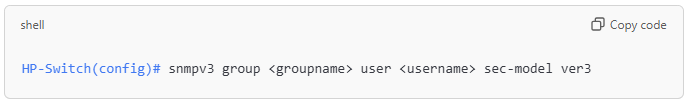 shell
Copy code
HP-Switch(config)# snmpv3 group <groupname> user <username> sec-model ver3